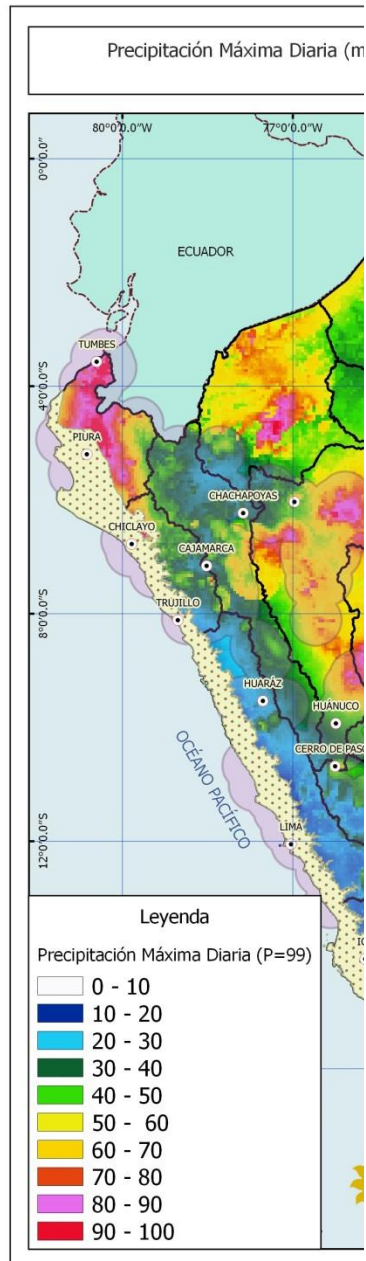 Precipitación Máxima Diaria (m
80°0'0.0"W
77°0'0.0"W
0°0'0.0"
ECUADOR
TUMBES
4°0'0.0"S
PIURA
CHACHAPOYAS
CHICLAYO
CAJAMARCA
TRUJILLO
8°0'0.0"S
HUARÁZ
HUÁNUCO
CERRO DE PASC
OCÉANO PACÍFICO
LIMA
12°0'0.0"S
IC
Leyenda
Precipitación Máxima Diaria (P=99)
0 - 10
10 - 20
20 - 30
30 - 40
40 - 50
50 - 60
60 - 70
70 - 80
80 - 90
90 - 100